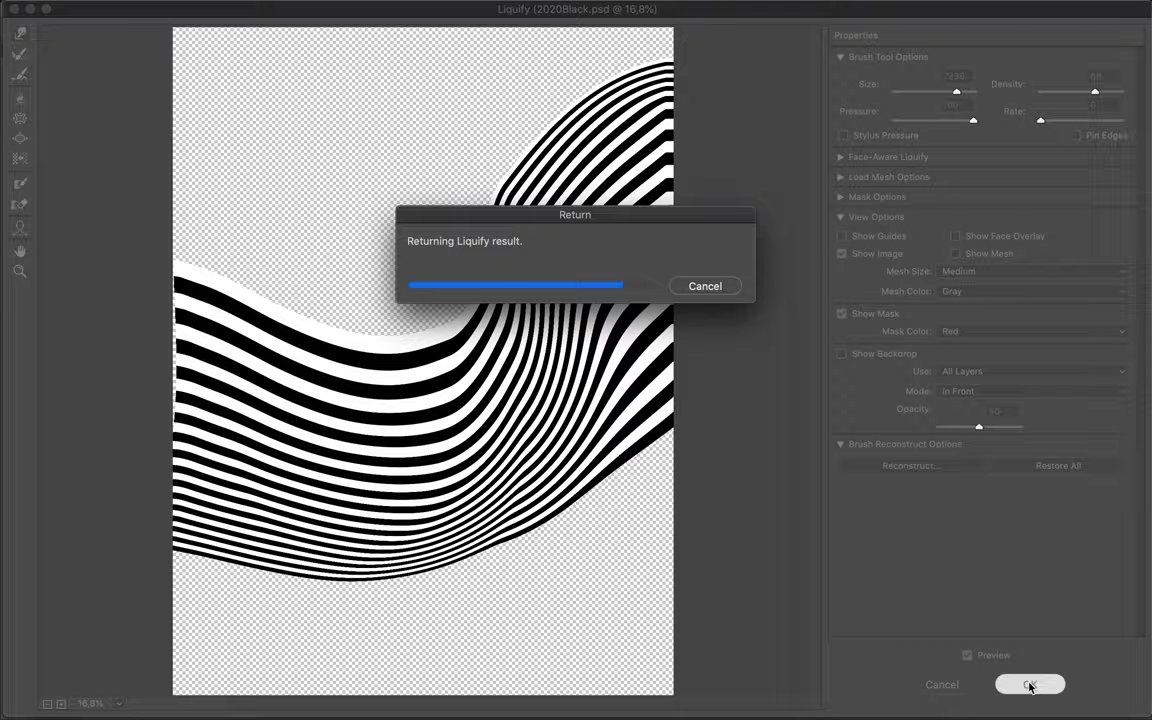 Liquify (2020Black.psd @ 16,8%)
Properties
Brush Tool Options
Size:
Density:
Pressure:
Rate: 0
Stylus Pressure
Pin Edges
Face-Aware Liquify
Load Mesh Options
Mask Options
View Options
Show Guides
Show Face Overlay
Show Image
Show Mesh
Mesh Size: Medium
Mesh Color: Gray
Show Mask
Mask Color: Red
Show Backdrop
Use: All Layers
Mode: In Front
Opacity:
Brush Reconstruct Options
Reconstruct...
Restore All
Return
Returning Liquify result.
Cancel
Preview
Cancel
OK
16,8%